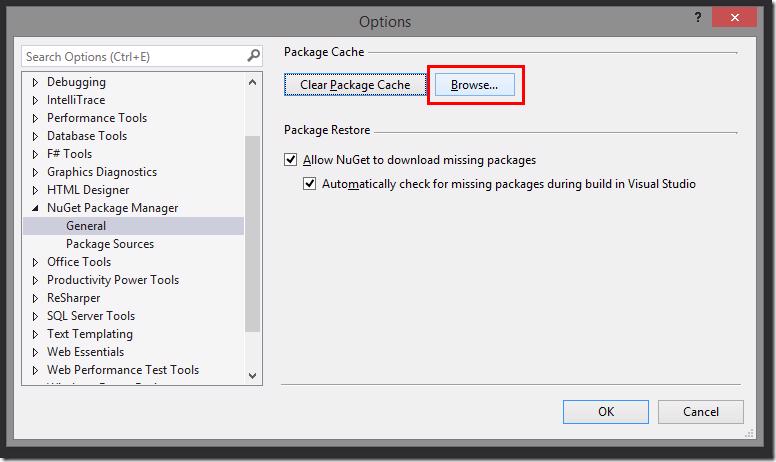 Options
?
Search Options (Ctrl+E)
Debugging
IntelliTrace
Performance Tools
Database Tools
F# Tools
Graphics Diagnostics
HTML Designer
NuGet Package Manager
General
Package Sources
Office Tools
Productivity Power Tools
ReSharper
SQL Server Tools
Text Templating
Web Essentials
Web Performance Test Tools
Package Cache
Clear Package Cache
Browse...
Package Restore
Allow NuGet to download missing packages
Automatically check for missing packages during build in Visual Studio
OK
Cancel